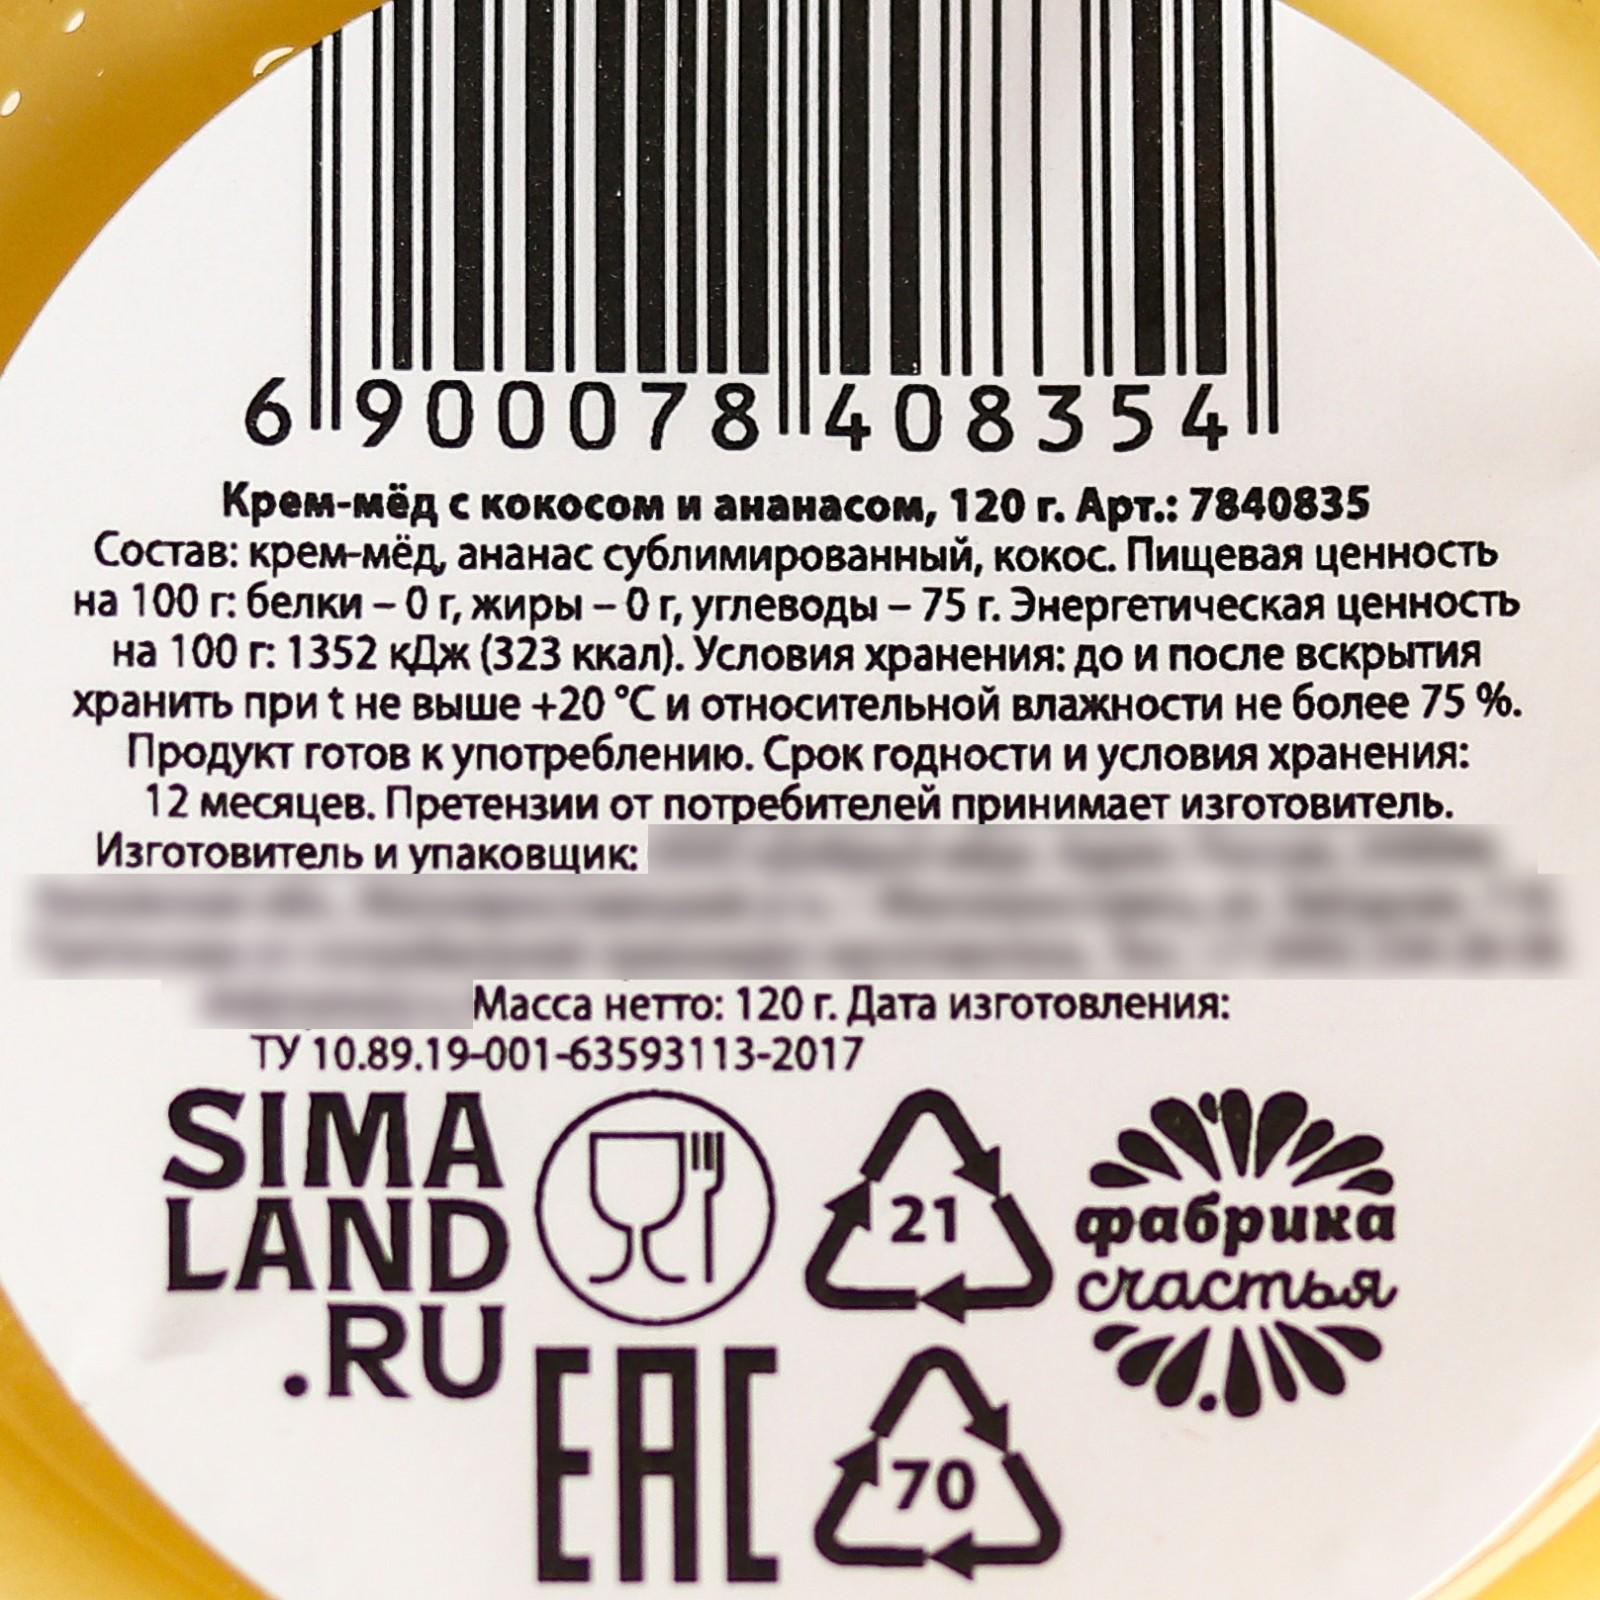 6 900078 408354
Крем-мёд с кокосом и ананасом, 120 г. Арт.: 7840835
Состав: крем-мёд, ананас сублимированный, кокос. Пищевая ценность
на 100 г: белки – 0 г, жиры – 0 г, углеводы – 75 г. Энергетическая ценность
на 100 г: 1352 кДж (323 ккал). Условия хранения: до и после вскрытия
хранить при t не выше +20 °C и относительной влажности не более 75 %.
Продукт готов к употреблению. Срок годности и условия хранения:
12 месяцев. Претензии от потребителей принимает изготовитель.
Изготовитель и упаковщик:
Масса нетто: 120 г. Дата изготовления:
ТУ 10.89.19-001-63593113-2017
SIMA
LAND
.RU
21
фабрика
счастья
EAC
70